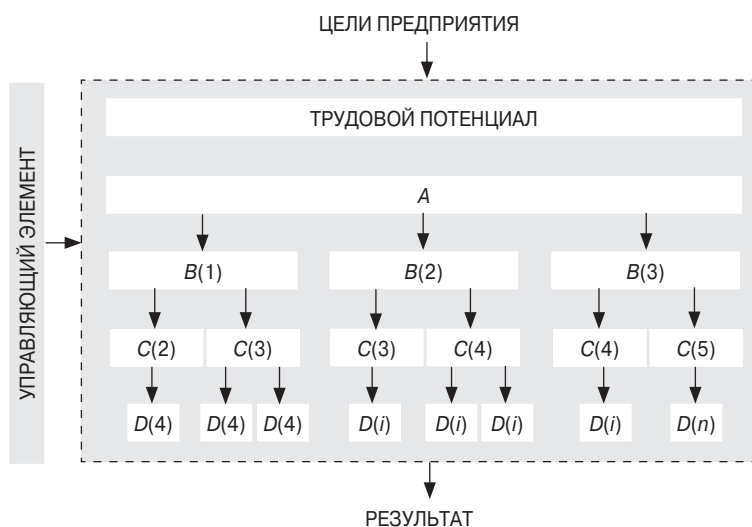 ЦЕЛИ ПРЕДПРИЯТИЯ
УПРАВЛЯЮЩИЙ ЭЛЕМЕНТ
ТРУДОВОЙ ПОТЕНЦИАЛ
A
B(1) B(2) B(3)
C(2) C(3) C(3) C(4) C(4) C(5)
D(4) D(4) D(4) D(i) D(i) D(i) D(i) D(n)
РЕЗУЛЬТАТ